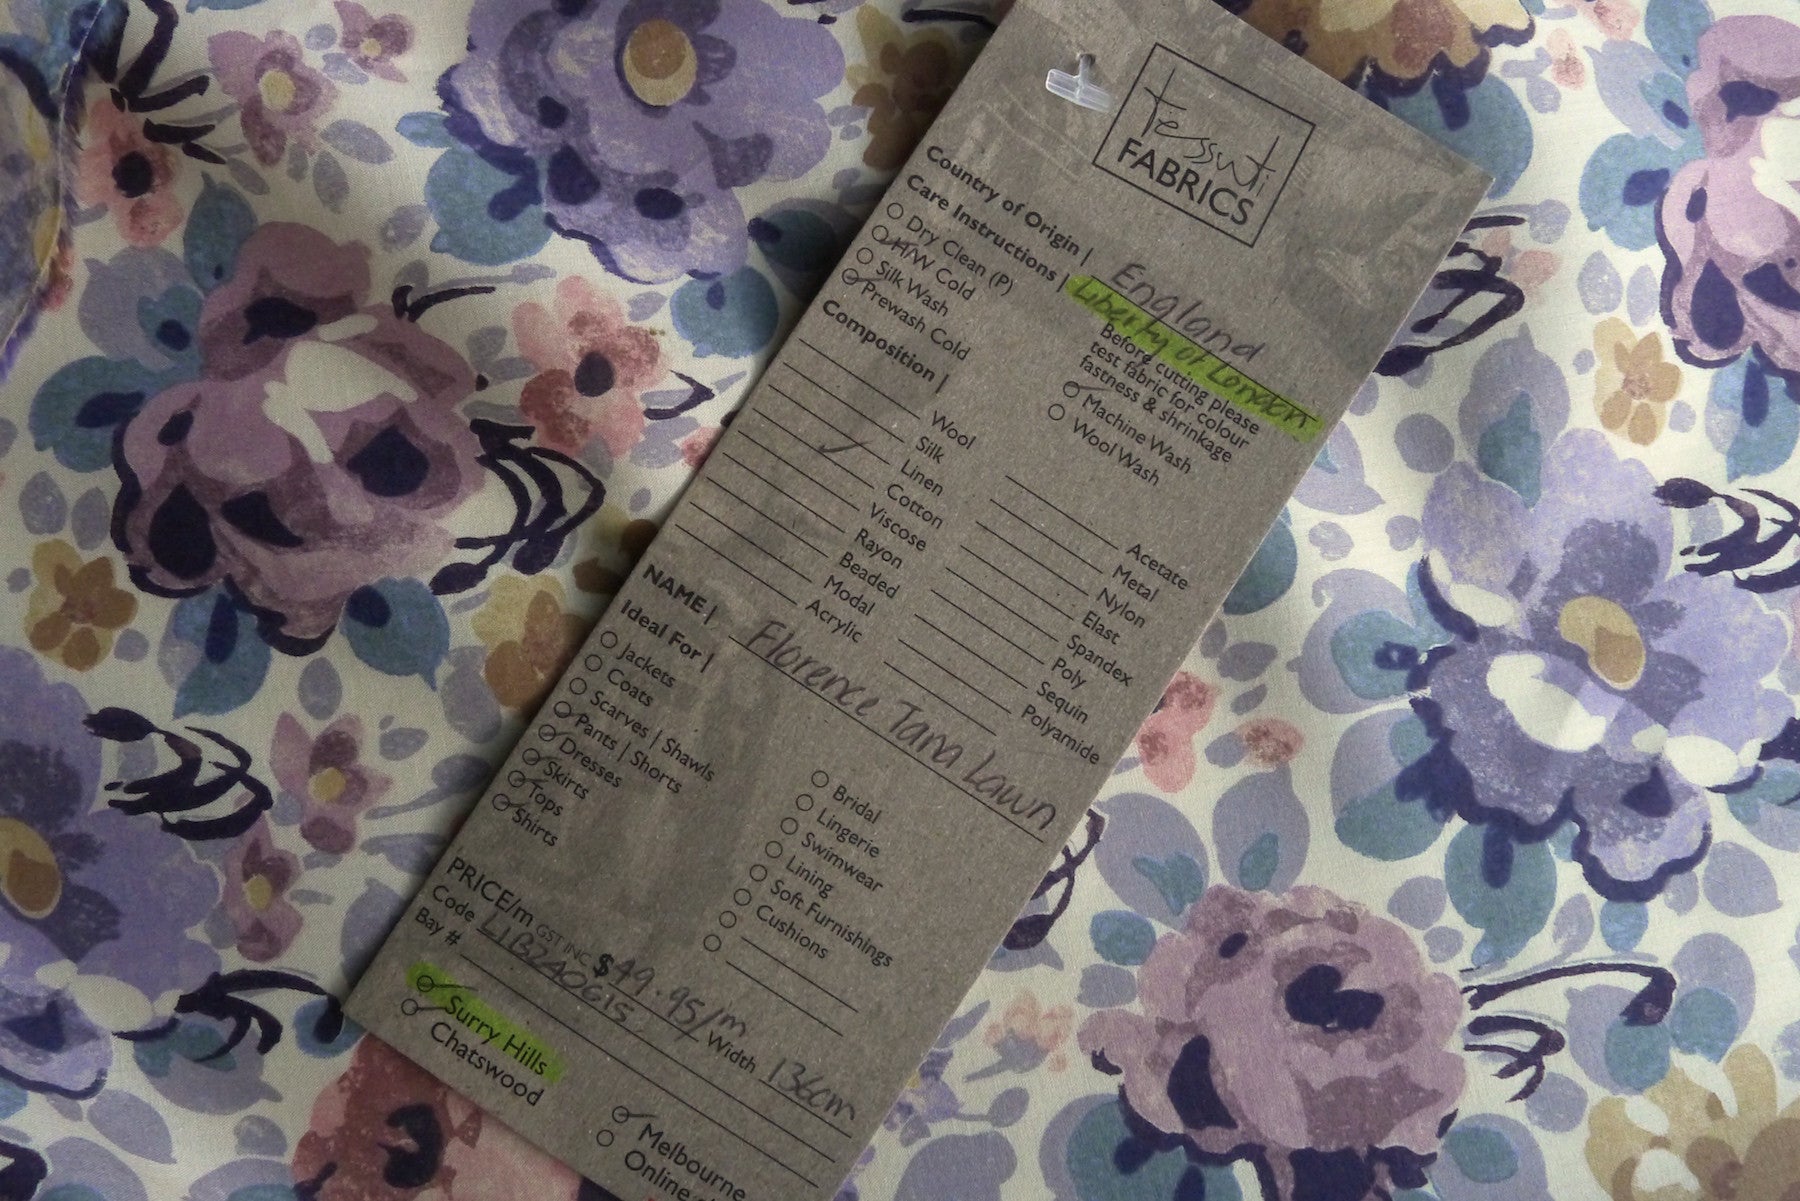 tessuti
FABRICS
Country of Origin | England
Care Instructions | Liberty of London
Dry Clean (P)
H/W Cold
Silk Wash
Prewash Cold
Before cutting please
test fabric for colour
fastness & shrinkage
Machine Wash
Wool Wash
Composition |
Wool
Silk
Linen
Cotton
Viscose
Rayon
Beaded
Modal
Acrylic
Acetate
Metal
Nylon
Elast
Spandex
Poly
Sequin
Polyamide
NAME | Florence Tana Lawn
Ideal For |
Jackets
Coats
Scarves | Shawls
Pants | Shorts
Dresses
Skirts
Tops
Shirts
Bridal
Lingerie
Swimwear
Lining
Soft Furnishings
Cushions
PRICE/m GST INC $49.95/m Width 136cm
Code LIB240615
Bay #
Surry Hills
Chatswood
Melbourne
Online